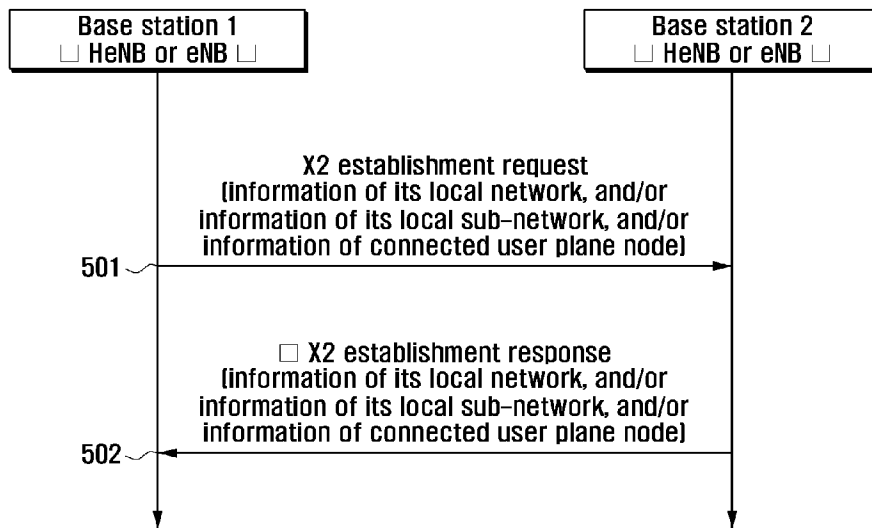 Base station 1
□ HeNB or eNB □
Base station 2
□ HeNB or eNB □
X2 establishment request
(information of its local network, and/or
information of its local sub-network, and/or
information of connected user plane node)
501
□ X2 establishment response
(information of its local network, and/or
information of its local sub-network, and/or
information of connected user plane node)
502